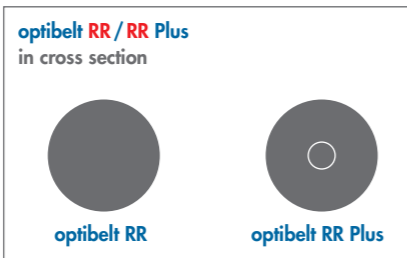 optibelt RR / RR Plus
in cross section
optibelt RR
optibelt RR Plus